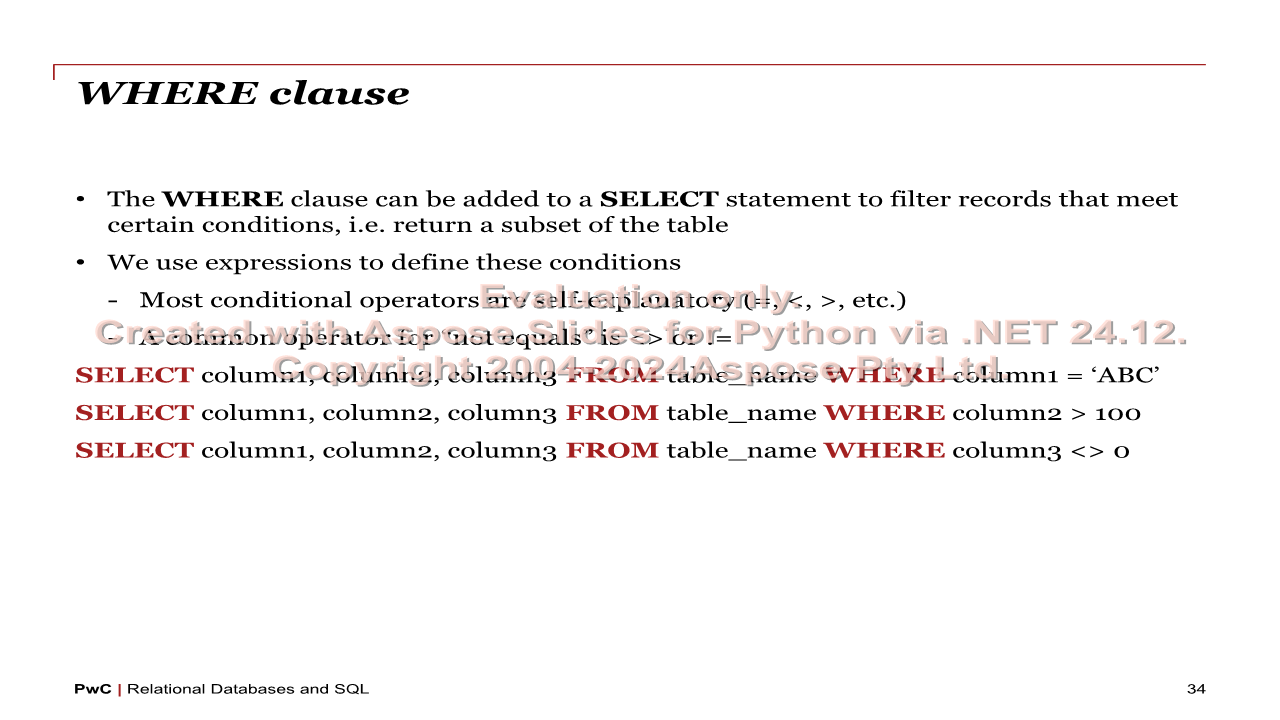 WHERE clause
• The WHERE clause can be added to a SELECT statement to filter records that meet
certain conditions, i.e. return a subset of the table
• We use expressions to define these conditions
- Most conditional operators are self-explanatory (=, <, >, etc.)
Evaluation only.
Created with Aspose.Slides for Python via .NET 24.12.
- A common operator for “not equals” is <> or !=
Copyright 2004-2024Aspose Pty Ltd.
SELECT column1, column2, column3 FROM table_name WHERE column1 = ‘ABC’
SELECT column1, column2, column3 FROM table_name WHERE column2 > 100
SELECT column1, column2, column3 FROM table_name WHERE column3 <> 0
PwC | Relational Databases and SQL
34